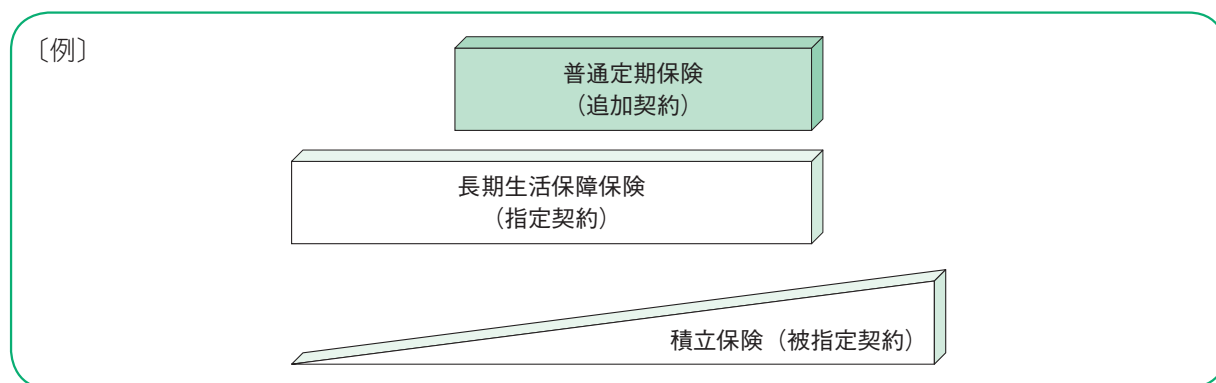 〔例〕
普通定期保険
（追加契約）
長期生活保障保険
（指定契約）
積立保険（被指定契約）